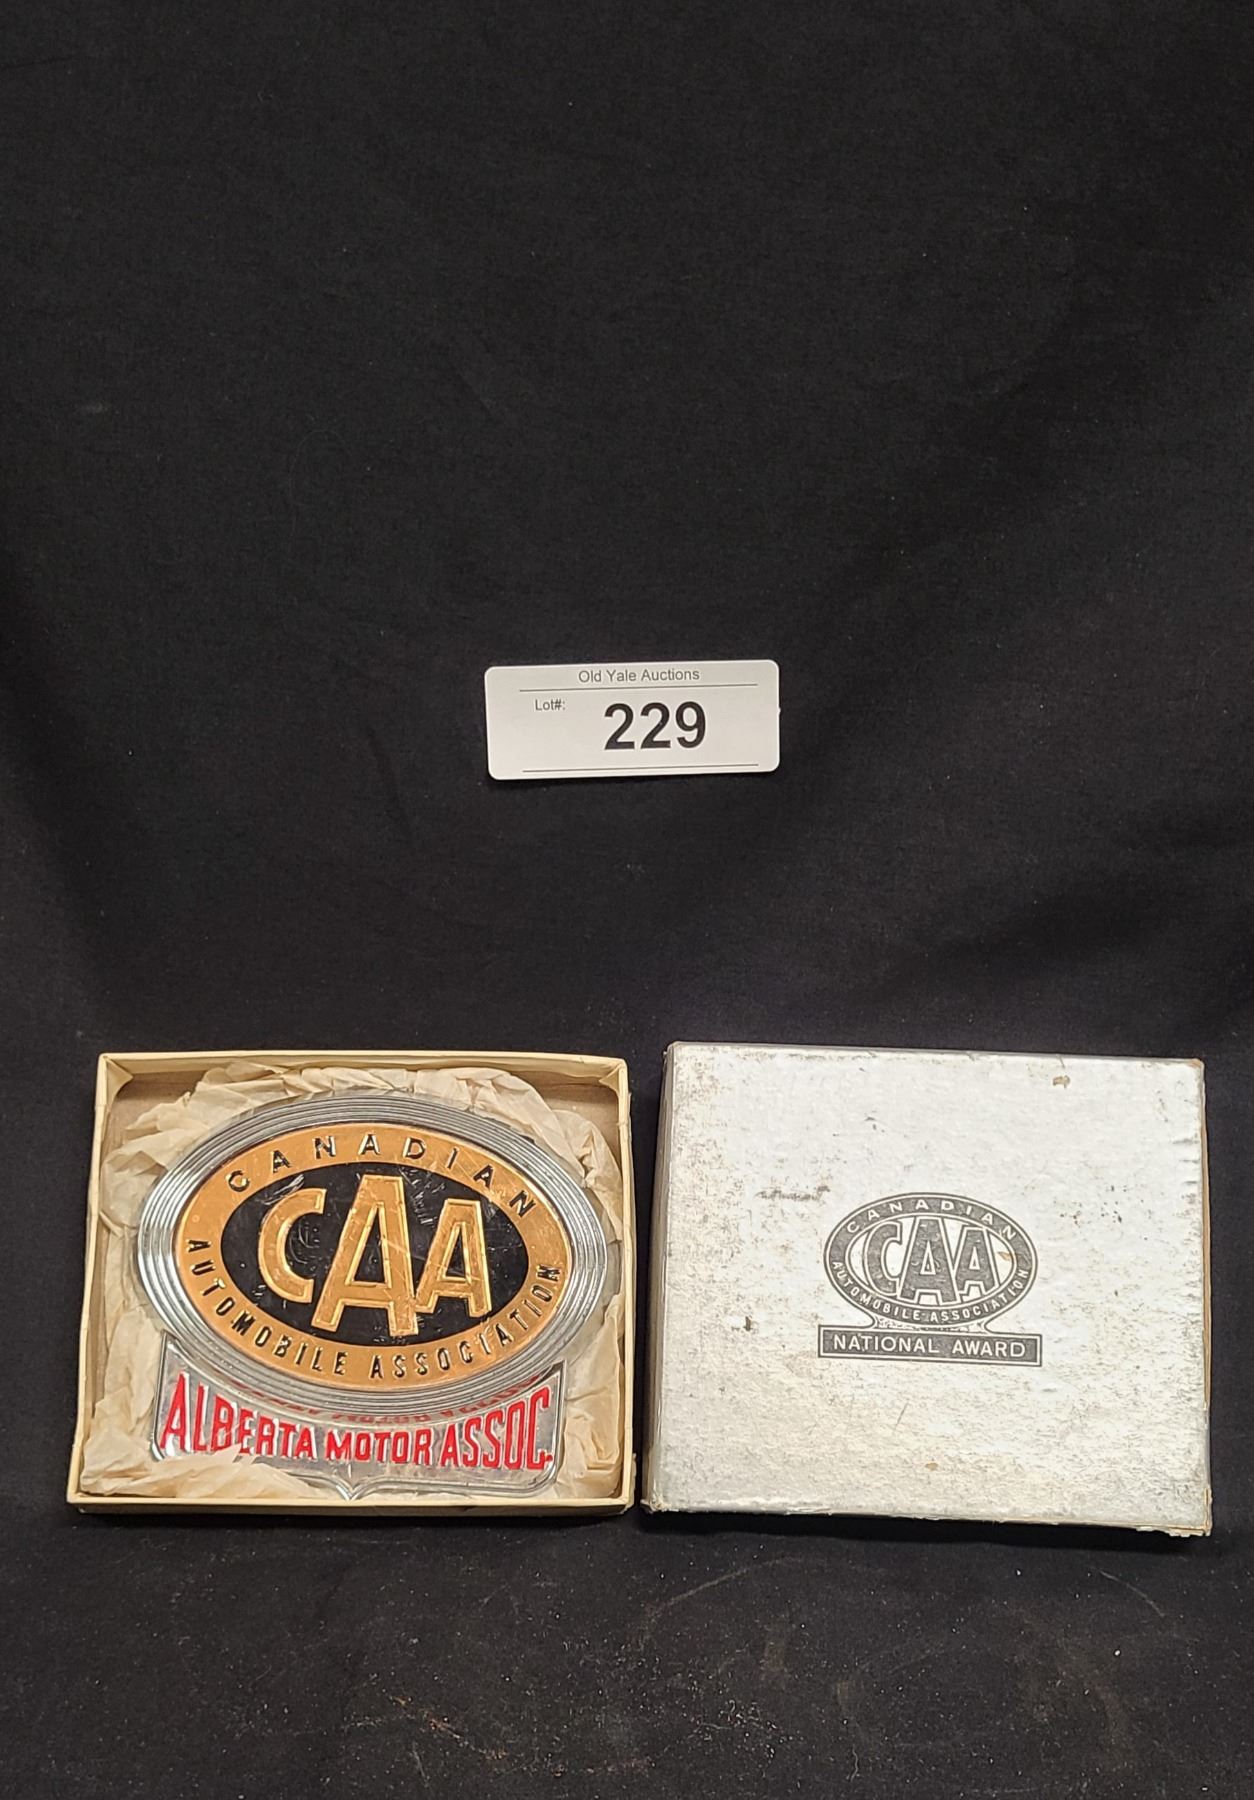 Old Yale Auctions
Lot#:
229
CANADIAN
CAA
AUTOMOBILE ASSOCIATION
ALBERTA MOTOR ASSOC.
CANADIAN
CAA
AUTOMOBILE ASSOCIATION
NATIONAL AWARD